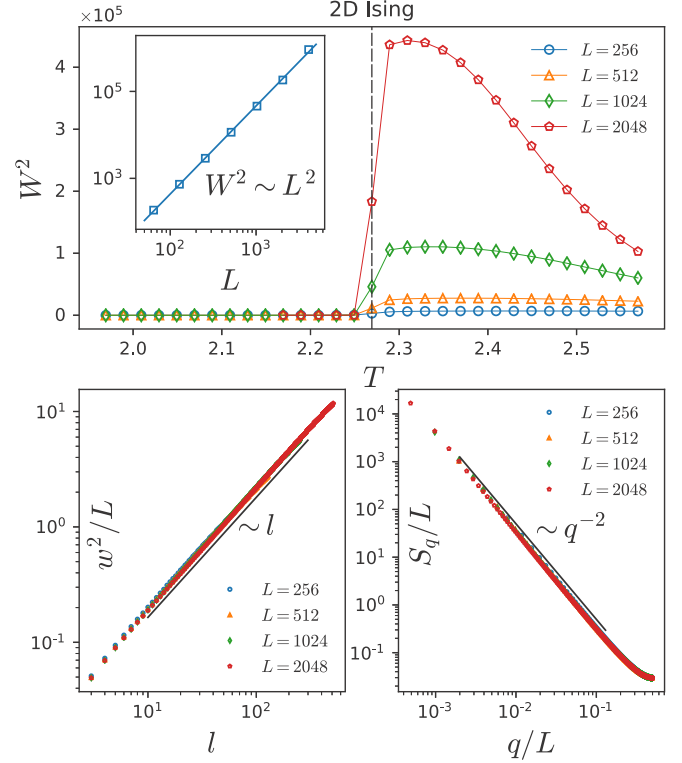 2D Ising
×10⁵
W²
4
3
2
1
0
2.0 2.1 2.2 2.3 2.4 2.5
T
L = 256
L = 512
L = 1024
L = 2048
10⁵
10³
W² ∼ L²
10² 10³
L
w²/L
10¹
10⁰
10⁻¹
∼ l
L = 256
L = 512
L = 1024
L = 2048
10¹ 10²
l
S_q/L
10⁴
10³
10²
10¹
10⁰
10⁻¹
L = 256
L = 512
L = 1024
L = 2048
∼ q⁻²
10⁻³ 10⁻² 10⁻¹
q/L